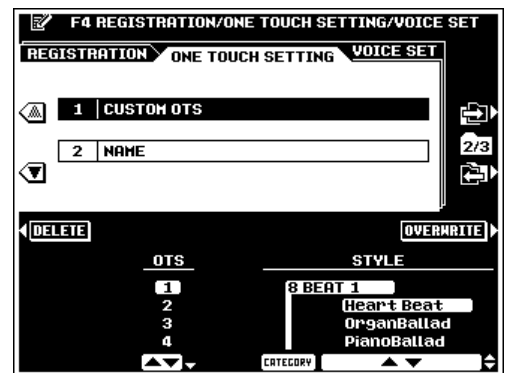 F4 REGISTRATION/ONE TOUCH SETTING/VOICE SET
REGISTRATION ONE TOUCH SETTING VOICE SET
1 CUSTOM OTS
2 NAME
2/3
DELETE OVERWRITE
OTS STYLE
1 8 BEAT 1
2 Heart Beat
3 OrganBallad
4 PianoBallad
CATEGORY